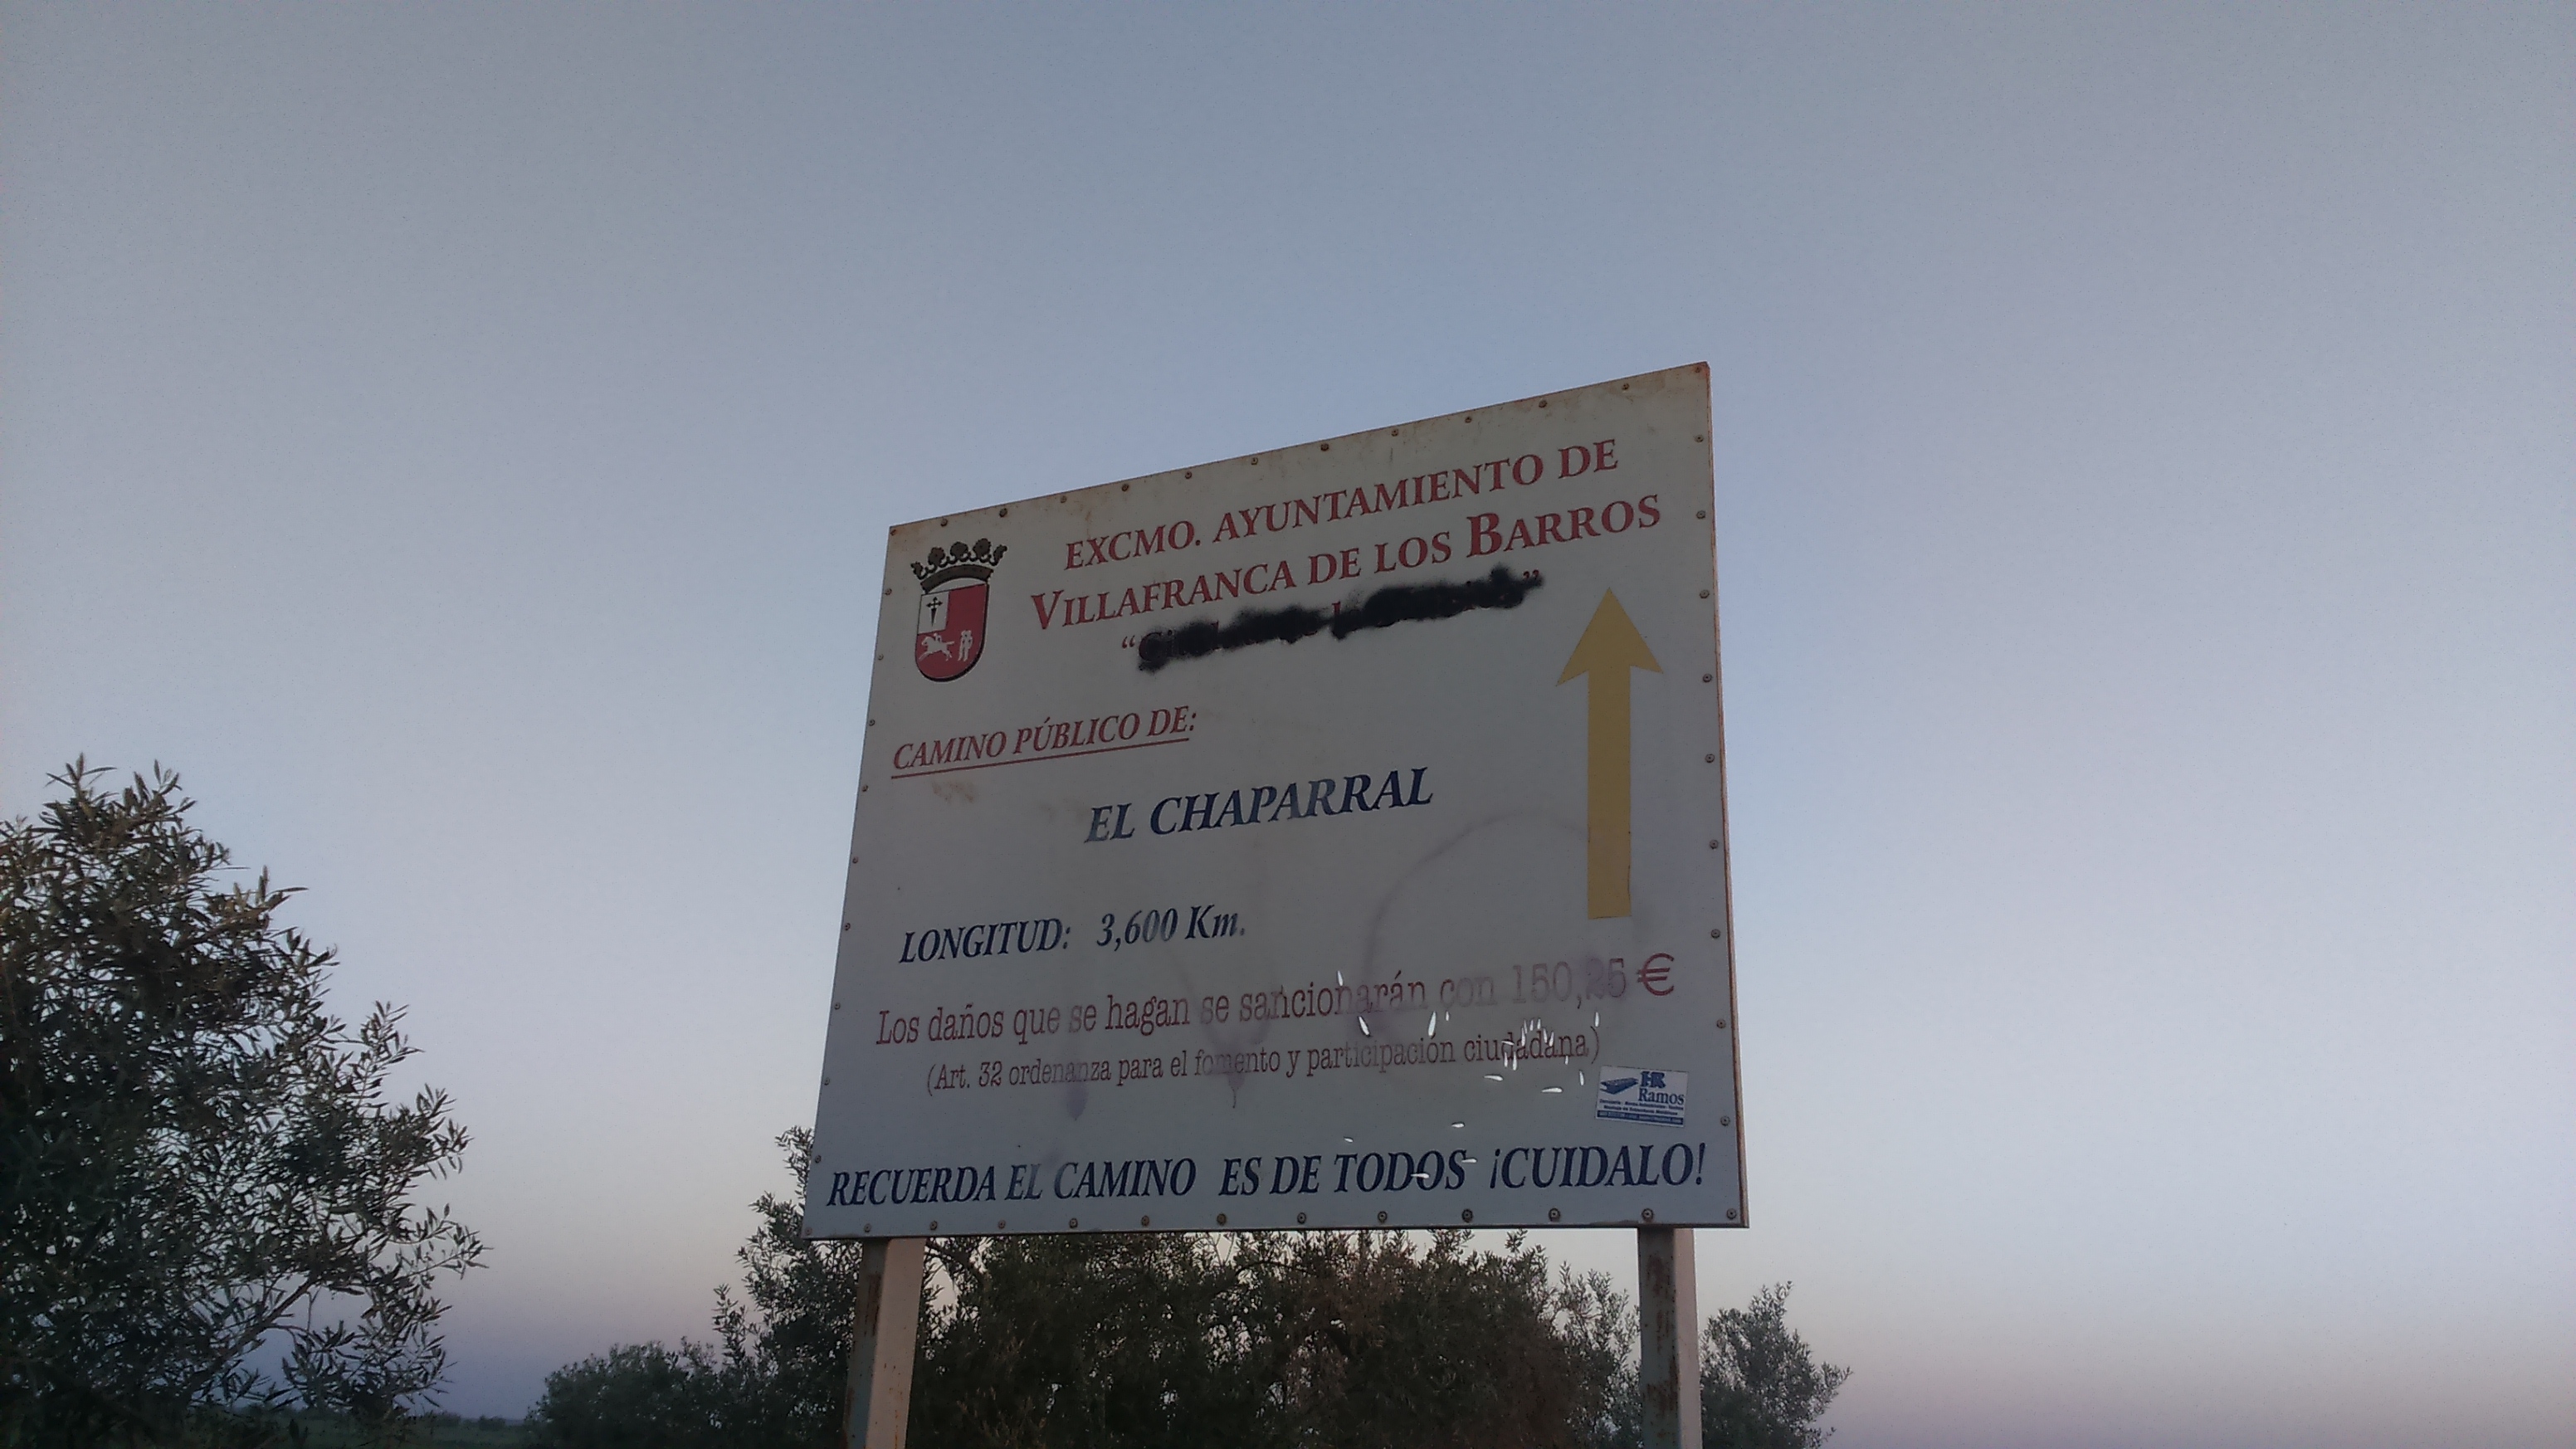 EXCMO. AYUNTAMIENTO DE
VILLAFRANCA DE LOS BARROS
CAMINO PÚBLICO DE:
EL CHAPARRAL
LONGITUD: 3,600 Km.
Los daños que se hagan se sancionarán con 150,25 €
(Art. 32 ordenanza para el fomento y participación ciudadana)
HR
Ramos
RECUERDA EL CAMINO ES DE TODOS ¡CUIDALO!